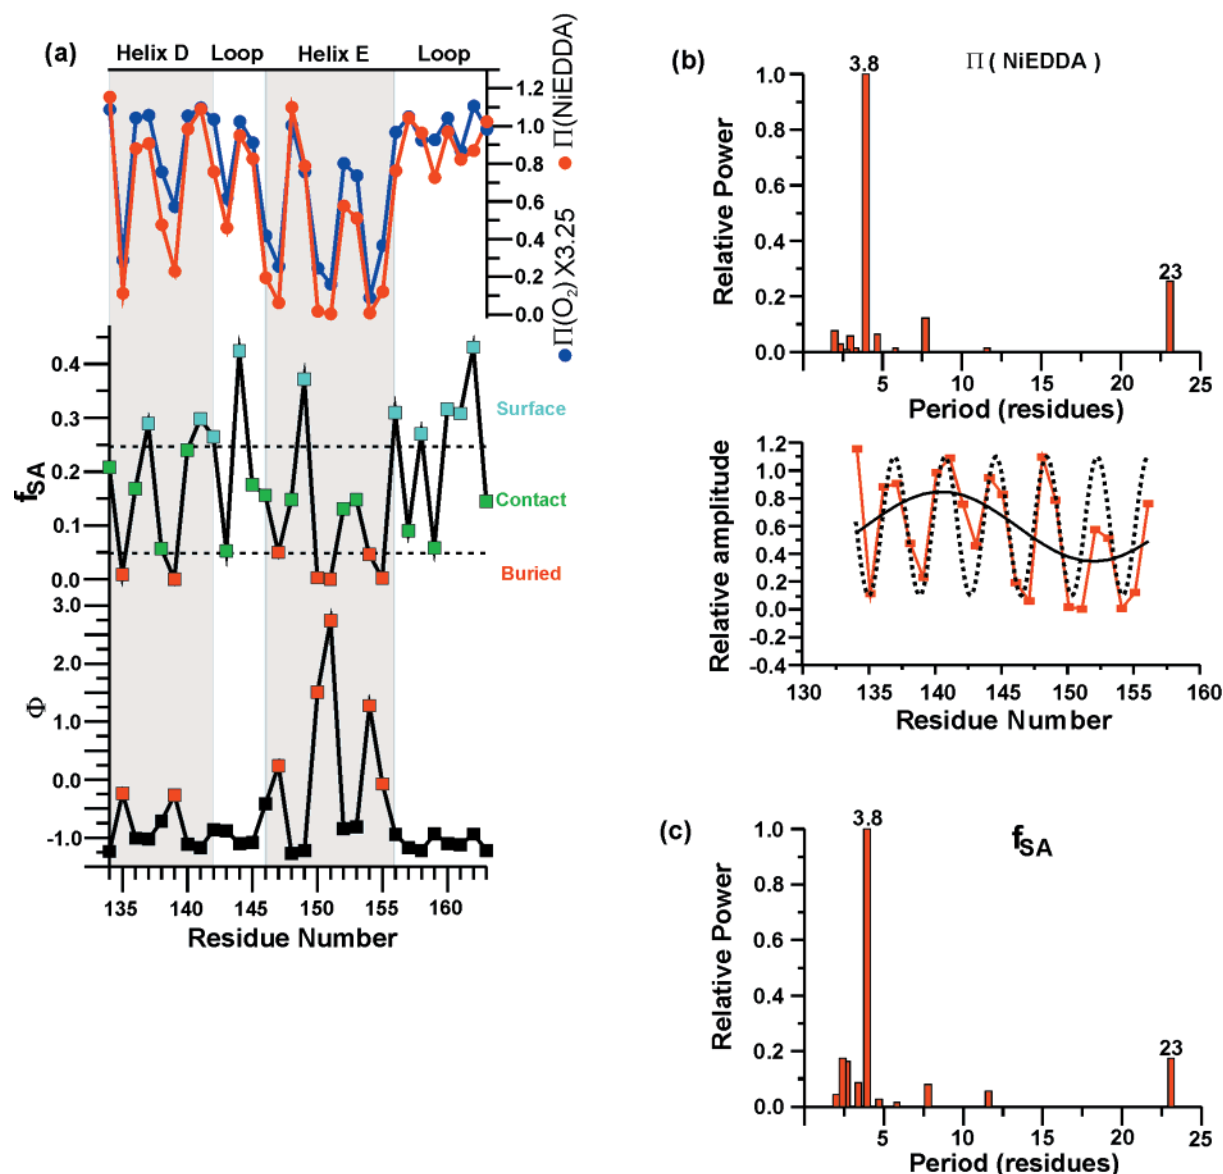 (a)
Helix D Loop Helix E Loop
1.2
1.0
0.8
0.6
0.4
0.2
0.0
Π(O2) X3.25 Π(NiEDDA)
0.4
0.3
0.2
0.1
0.0
fSA
Surface
Contact
Buried
3.0
2.0
1.0
0.0
-1.0
Φ
135 140 145 150 155 160
Residue Number
(b)
Π ( NiEDDA )
3.8
23
1.0
0.8
0.6
0.4
0.2
0.0
Relative Power
5 10 15 20 25
Period (residues)
1.2
1.0
0.8
0.6
0.4
0.2
0.0
-0.2
-0.4
Relative amplitude
130 135 140 145 150 155 160
Residue Number
(c)
fSA
3.8
23
1.0
0.8
0.6
0.4
0.2
0.0
Relative Power
5 10 15 20 25
Period (residues)